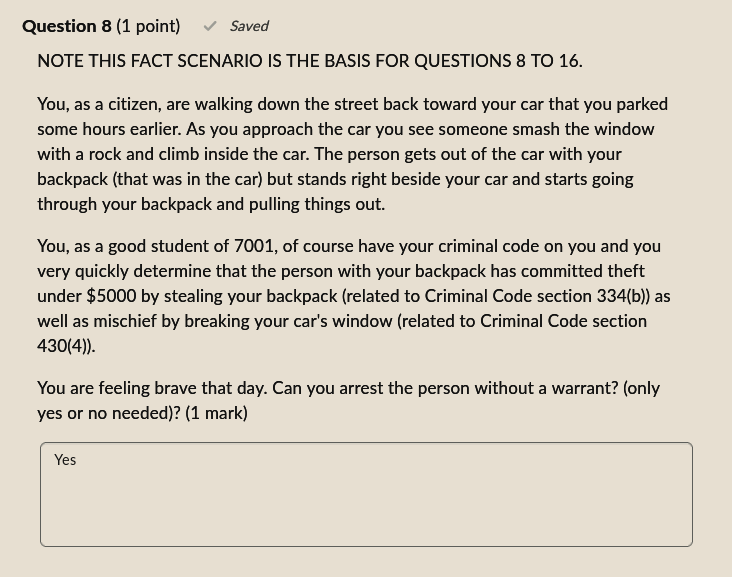 Question 8 (1 point) ✓ Saved
NOTE THIS FACT SCENARIO IS THE BASIS FOR QUESTIONS 8 TO 16.
You, as a citizen, are walking down the street back toward your car that you parked
some hours earlier. As you approach the car you see someone smash the window
with a rock and climb inside the car. The person gets out of the car with your
backpack (that was in the car) but stands right beside your car and starts going
through your backpack and pulling things out.
You, as a good student of 7001, of course have your criminal code on you and you
very quickly determine that the person with your backpack has committed theft
under $5000 by stealing your backpack (related to Criminal Code section 334(b)) as
well as mischief by breaking your car's window (related to Criminal Code section
430(4)).
You are feeling brave that day. Can you arrest the person without a warrant? (only
yes or no needed)? (1 mark)
Yes